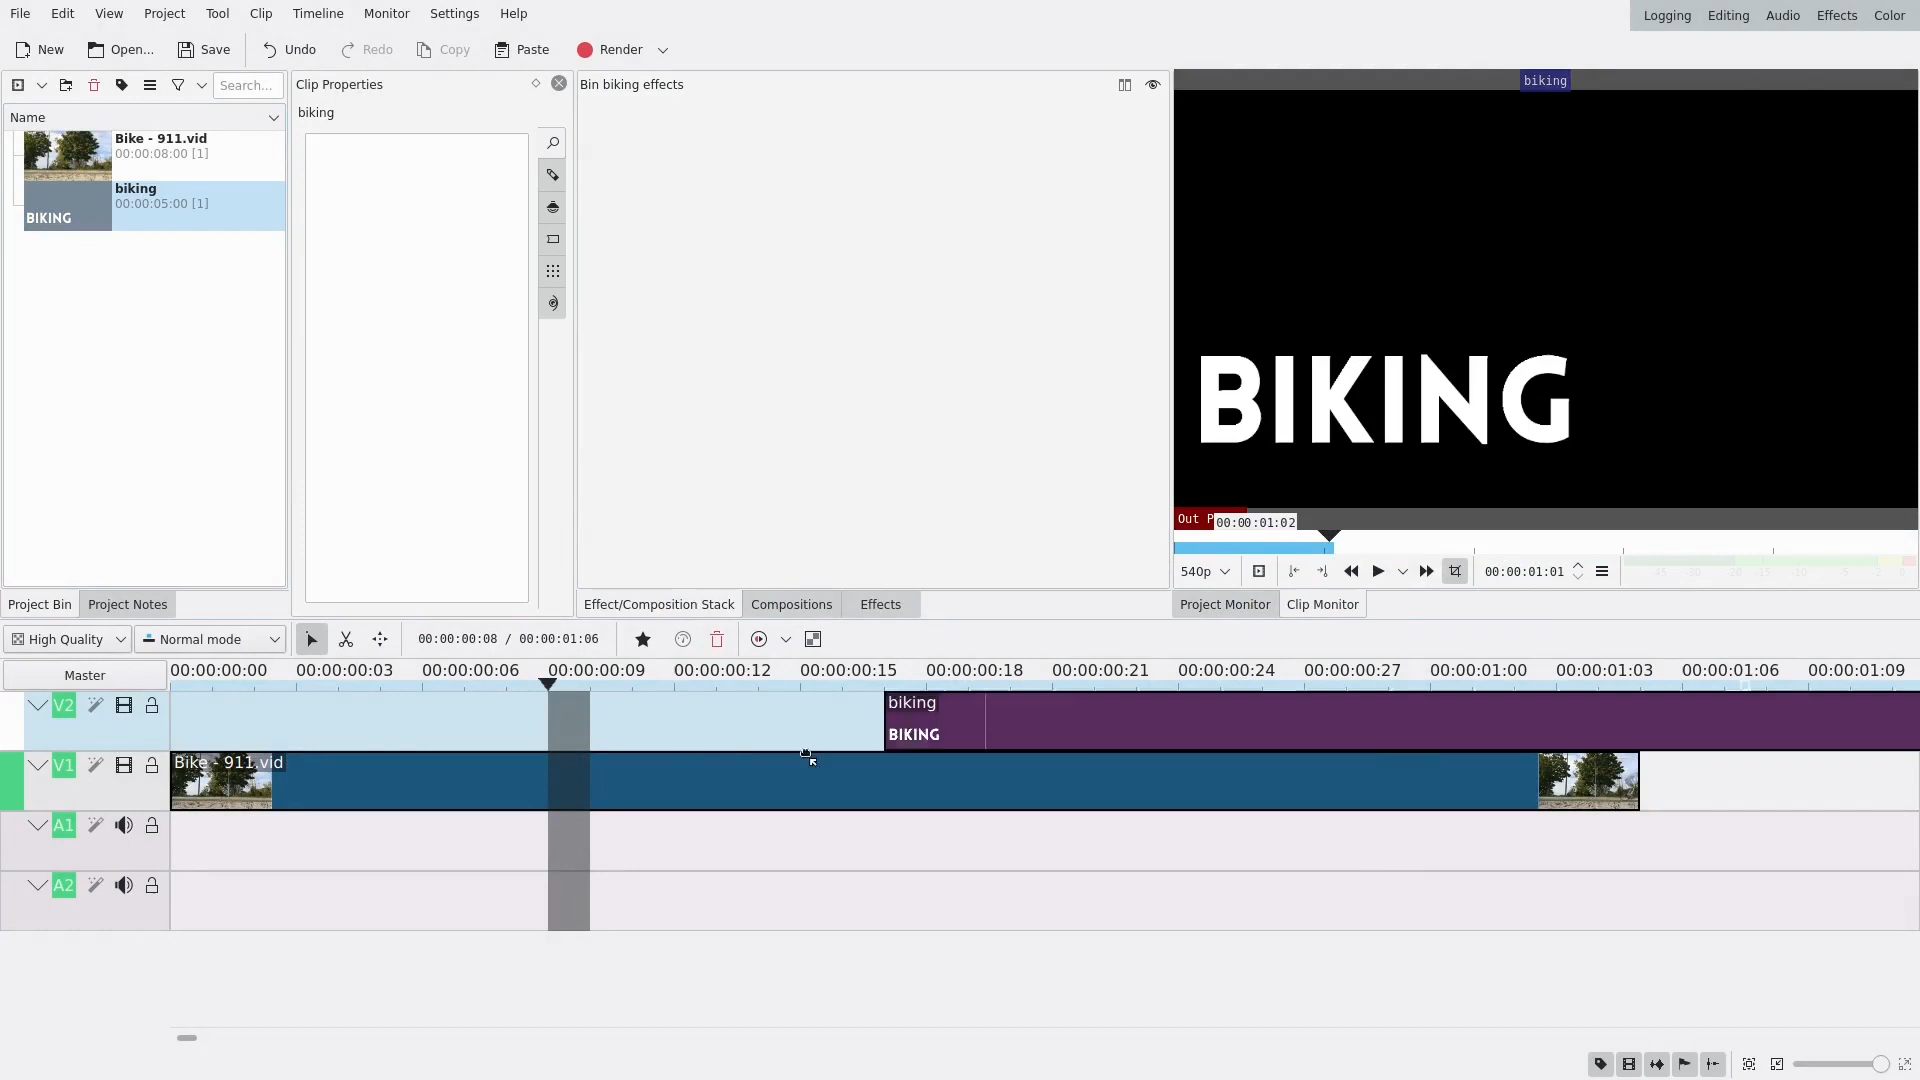 File Edit View Project Tool Clip Timeline Monitor Settings Help
Logging Editing Audio Effects Color
New Open... Save Undo Redo Copy Paste Render
Search...
Clip Properties
Bin biking effects
biking
Name
biking
Bike - 911.vid
00:00:08:00 [1]
biking
00:00:05:00 [1]
BIKING
BIKING
Out P
00:00:01:02
540p
00:00:01:01
Project Bin Project Notes
Effect/Composition Stack Compositions Effects
Project Monitor Clip Monitor
High Quality Normal mode
00:00:00:08 / 00:00:01:06
Master
00:00:00:00 00:00:00:03 00:00:00:06 00:00:00:09 00:00:00:12 00:00:00:15 00:00:00:18 00:00:00:21 00:00:00:24 00:00:00:27 00:00:01:00 00:00:01:03 00:00:01:06 00:00:01:09
V2
biking
BIKING
V1
Bike - 911.vid
A1
A2